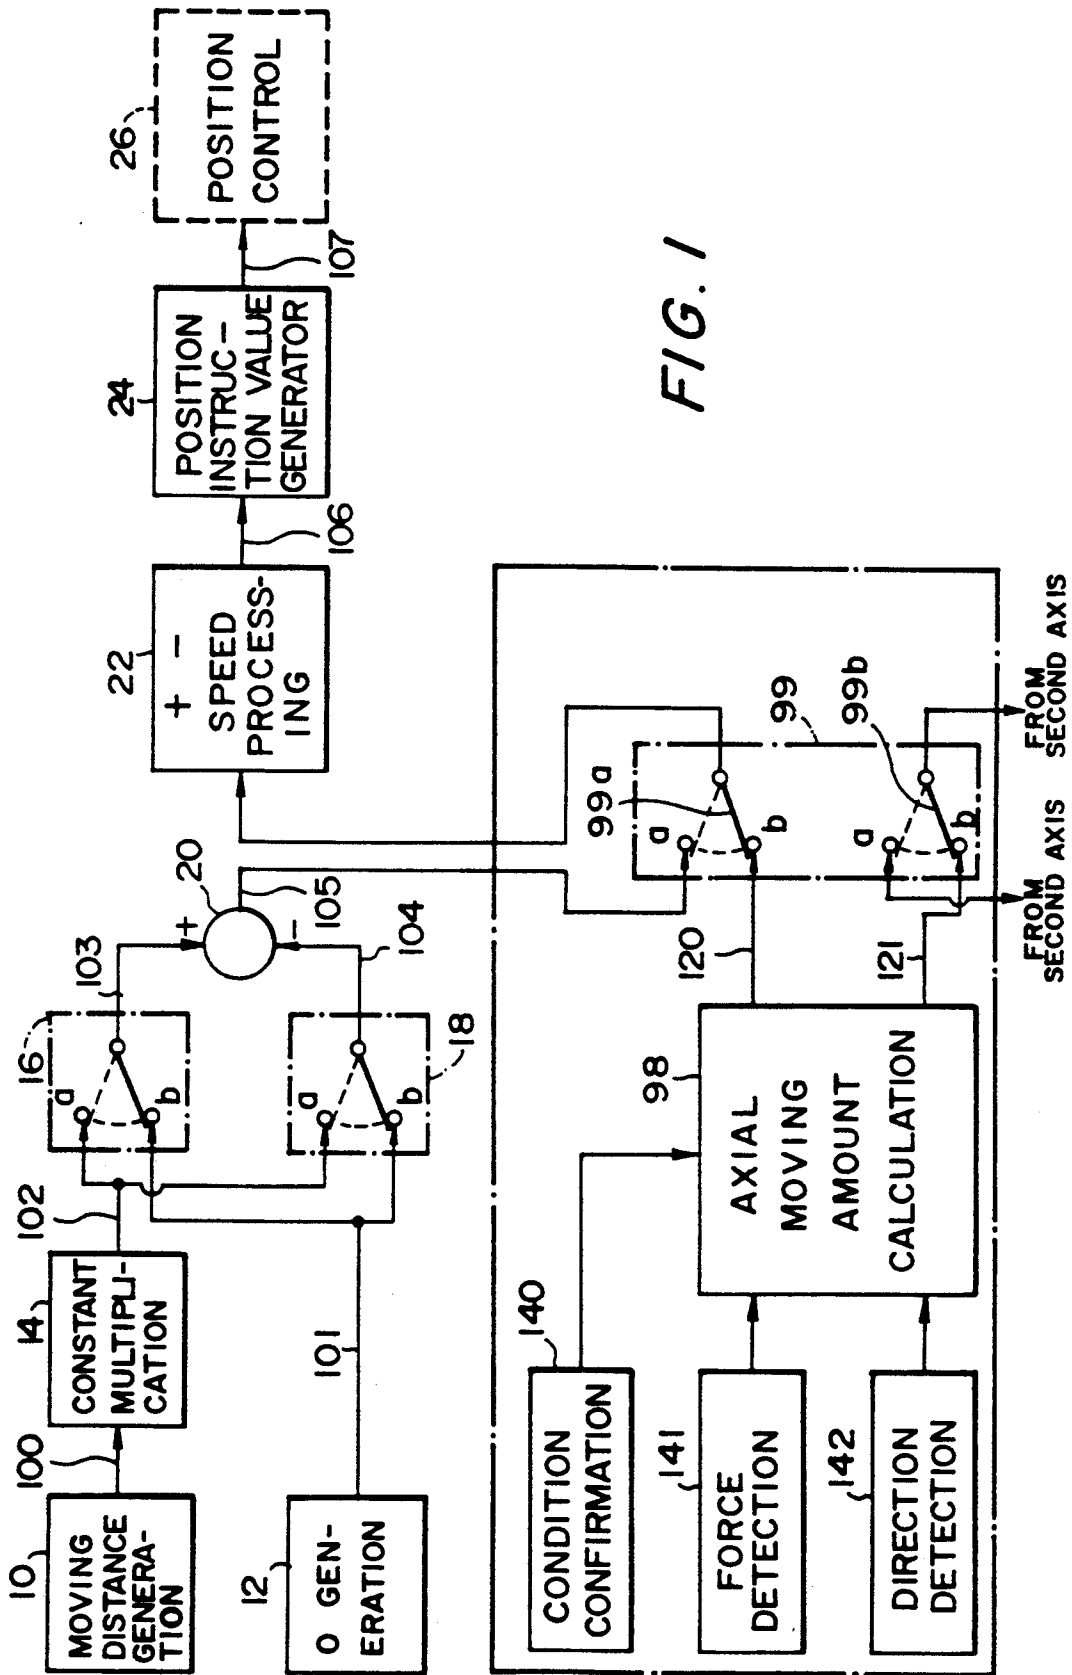 10
MOVING
DISTANCE
GENERA-
TION
100
14
CONSTANT
MULTIPLI-
CATION
102
16
a
b
103
+
20
-
105
104
18
a
b
12
O GEN-
ERATION
101
22
+ -
SPEED
PROCESS-
ING
106
24
POSITION
INSTRUC-
TION VALUE
GENERATOR
107
26
POSITION
CONTROL
140
CONDITION
CONFIRMATION
141
FORCE
DETECTION
142
DIRECTION
DETECTION
98
AXIAL
MOVING
AMOUNT
CALCULATION
120
121
99a
a
b
99
a
b
99b
FROM
SECOND AXIS
FROM
SECOND AXIS
FIG. 1